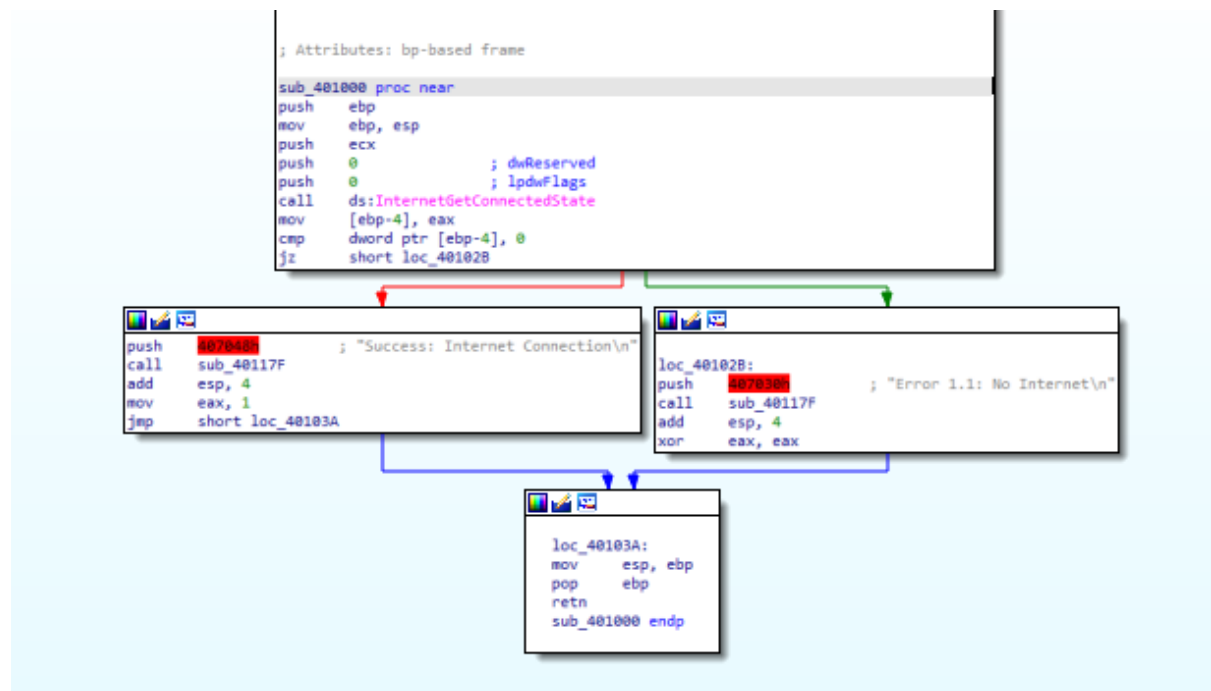 ; Attributes: bp-based frame
sub_401000 proc near
push ebp
mov ebp, esp
push ecx
push 0 ; dwReserved
push 0 ; lpdwFlags
call ds:InternetGetConnectedState
mov [ebp-4], eax
cmp dword ptr [ebp-4], 0
jz short loc_40102B
push 407048h ; "Success: Internet Connection\n"
call sub_40117F
add esp, 4
mov eax, 1
jmp short loc_40103A
loc_40102B:
push 407030h ; "Error 1.1: No Internet\n"
call sub_40117F
add esp, 4
xor eax, eax
loc_40103A:
mov esp, ebp
pop ebp
retn
sub_401000 endp